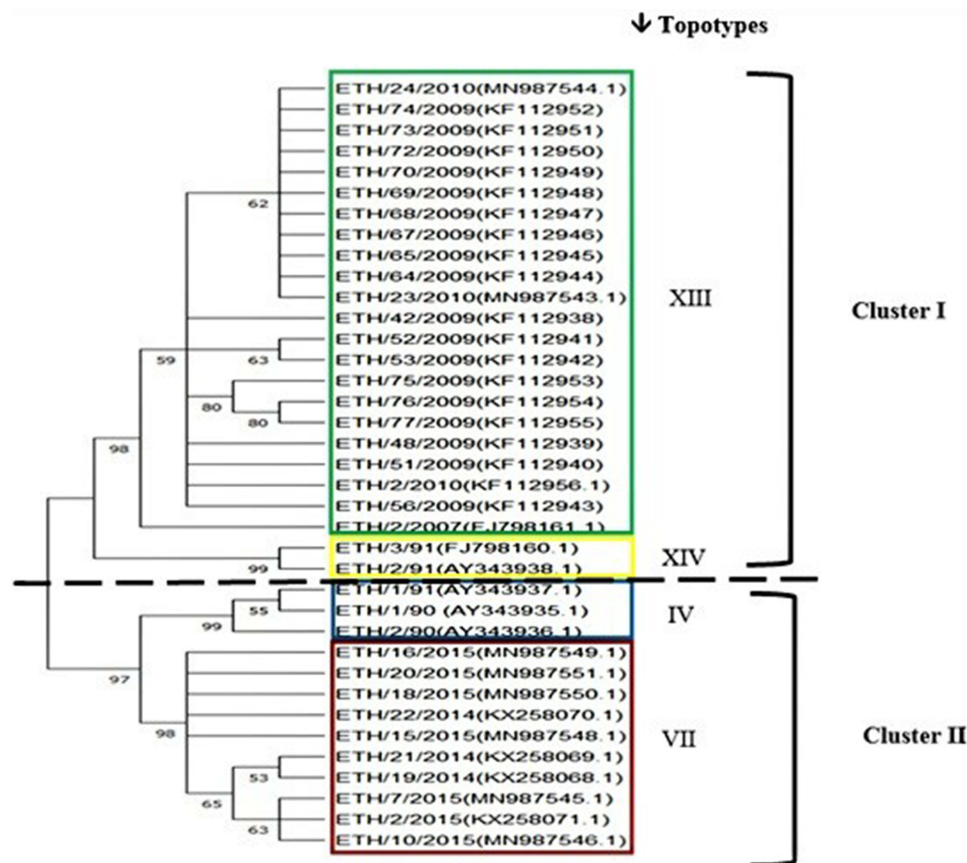 ↓ Topotypes
ETH/24/2010(MN987544.1)
ETH/74/2009(KF112952)
ETH/73/2009(KF112951)
ETH/72/2009(KF112950)
ETH/70/2009(KF112949)
ETH/69/2009(KF112948)
62
ETH/68/2009(KF112947)
ETH/67/2009(KF112946)
ETH/65/2009(KF112945)
ETH/64/2009(KF112944)
ETH/23/2010(MN987543.1)
XIII
Cluster I
ETH/42/2009(KF112938)
ETH/52/2009(KF112941)
59
63
ETH/53/2009(KF112942)
ETH/75/2009(KF112953)
80
ETH/76/2009(KF112954)
80
ETH/77/2009(KF112955)
ETH/48/2009(KF112939)
98
ETH/51/2009(KF112940)
ETH/2/2010(KF112956.1)
ETH/56/2009(KF112943)
ETH/2/2007(FJ798161.1)
ETH/3/91(FJ798160.1)
XIV
99
ETH/2/91(AY343938.1)
ETH/1/91(AY343937.1)
55
ETH/1/90 (AY343935.1)
IV
99
ETH/2/90(AY343936.1)
ETH/16/2015(MN987549.1)
97
ETH/20/2015(MN987551.1)
ETH/18/2015(MN987550.1)
ETH/22/2014(KX258070.1)
98
ETH/15/2015(MN987548.1)
VII
Cluster II
ETH/21/2014(KX258069.1)
53
ETH/19/2014(KX258068.1)
65
ETH/7/2015(MN987545.1)
ETH/2/2015(KX258071.1)
63
ETH/10/2015(MN987546.1)